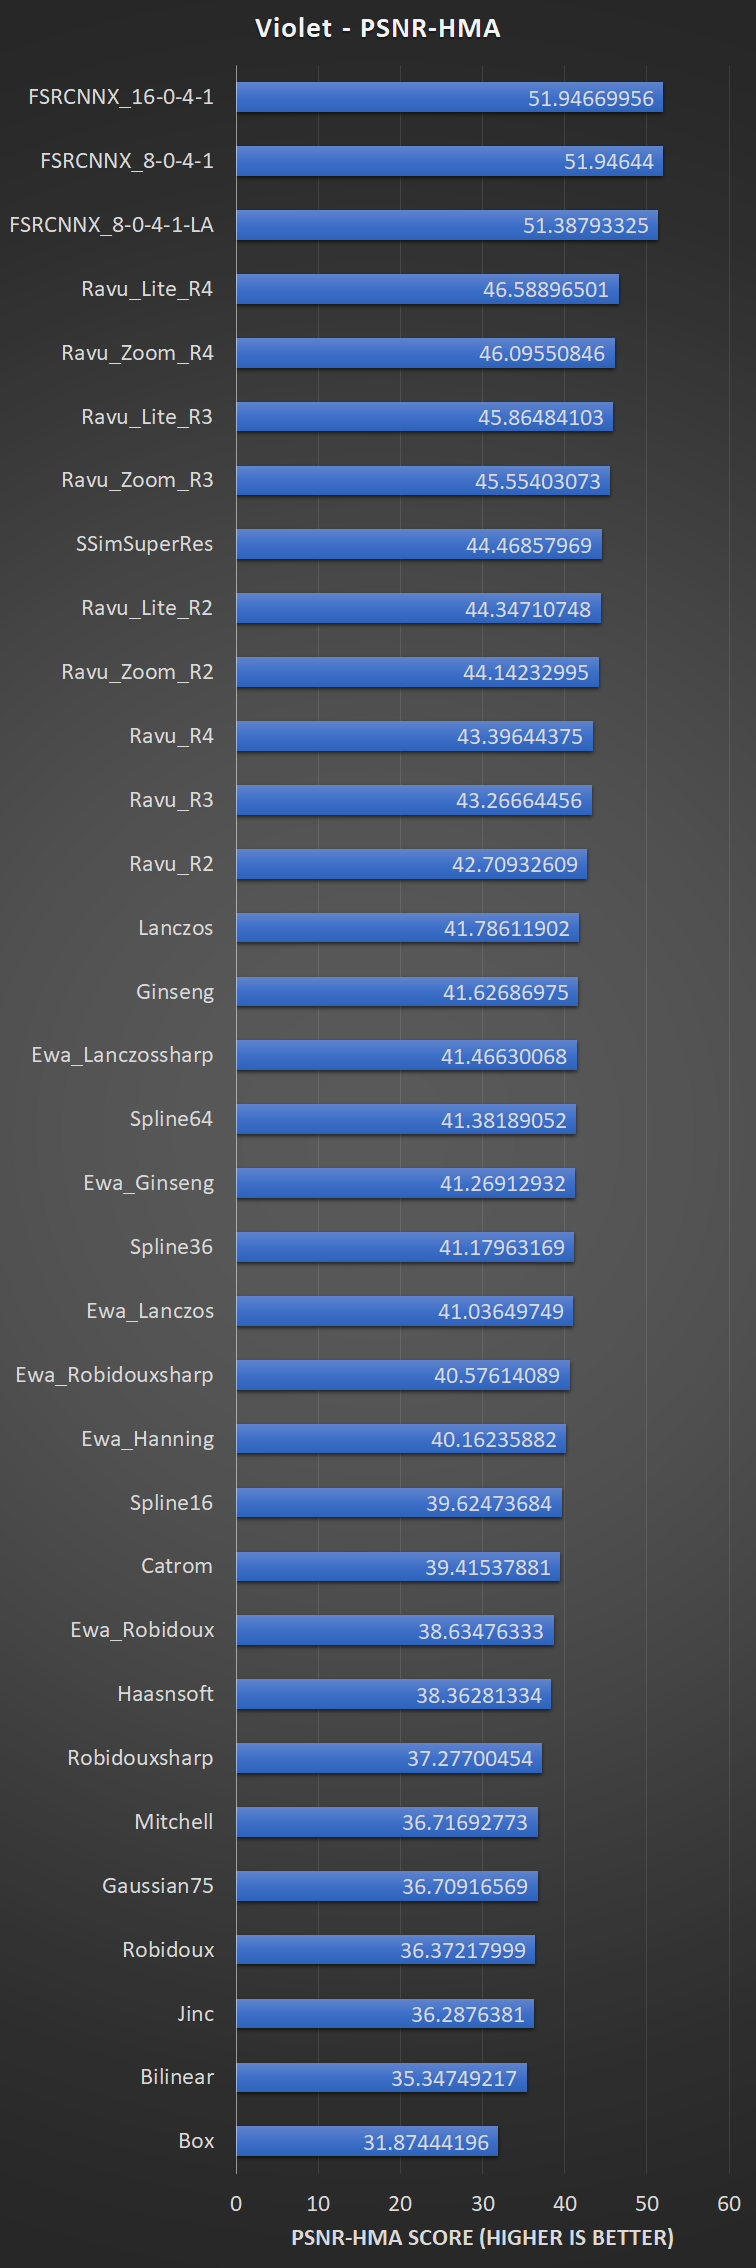 Violet - PSNR-HMA
FSRCNNX_16-0-4-1 51.94669956
FSRCNNX_8-0-4-1 51.94644
FSRCNNX_8-0-4-1-LA 51.38793325
Ravu_Lite_R4 46.58896501
Ravu_Zoom_R4 46.09550846
Ravu_Lite_R3 45.86484103
Ravu_Zoom_R3 45.55403073
SSimSuperRes 44.46857969
Ravu_Lite_R2 44.34710748
Ravu_Zoom_R2 44.14232995
Ravu_R4 43.39644375
Ravu_R3 43.26664456
Ravu_R2 42.70932609
Lanczos 41.78611902
Ginseng 41.62686975
Ewa_Lanczossharp 41.46630068
Spline64 41.38189052
Ewa_Ginseng 41.26912932
Spline36 41.17963169
Ewa_Lanczos 41.03649749
Ewa_Robidouxsharp 40.57614089
Ewa_Hanning 40.16235882
Spline16 39.62473684
Catrom 39.41537881
Ewa_Robidoux 38.63476333
Haasnsoft 38.36281334
Robidouxsharp 37.27700454
Mitchell 36.71692773
Gaussian75 36.70916569
Robidoux 36.37217999
Jinc 36.2876381
Bilinear 35.34749217
Box 31.87444196
0 10 20 30 40 50 60
PSNR-HMA SCORE (HIGHER IS BETTER)